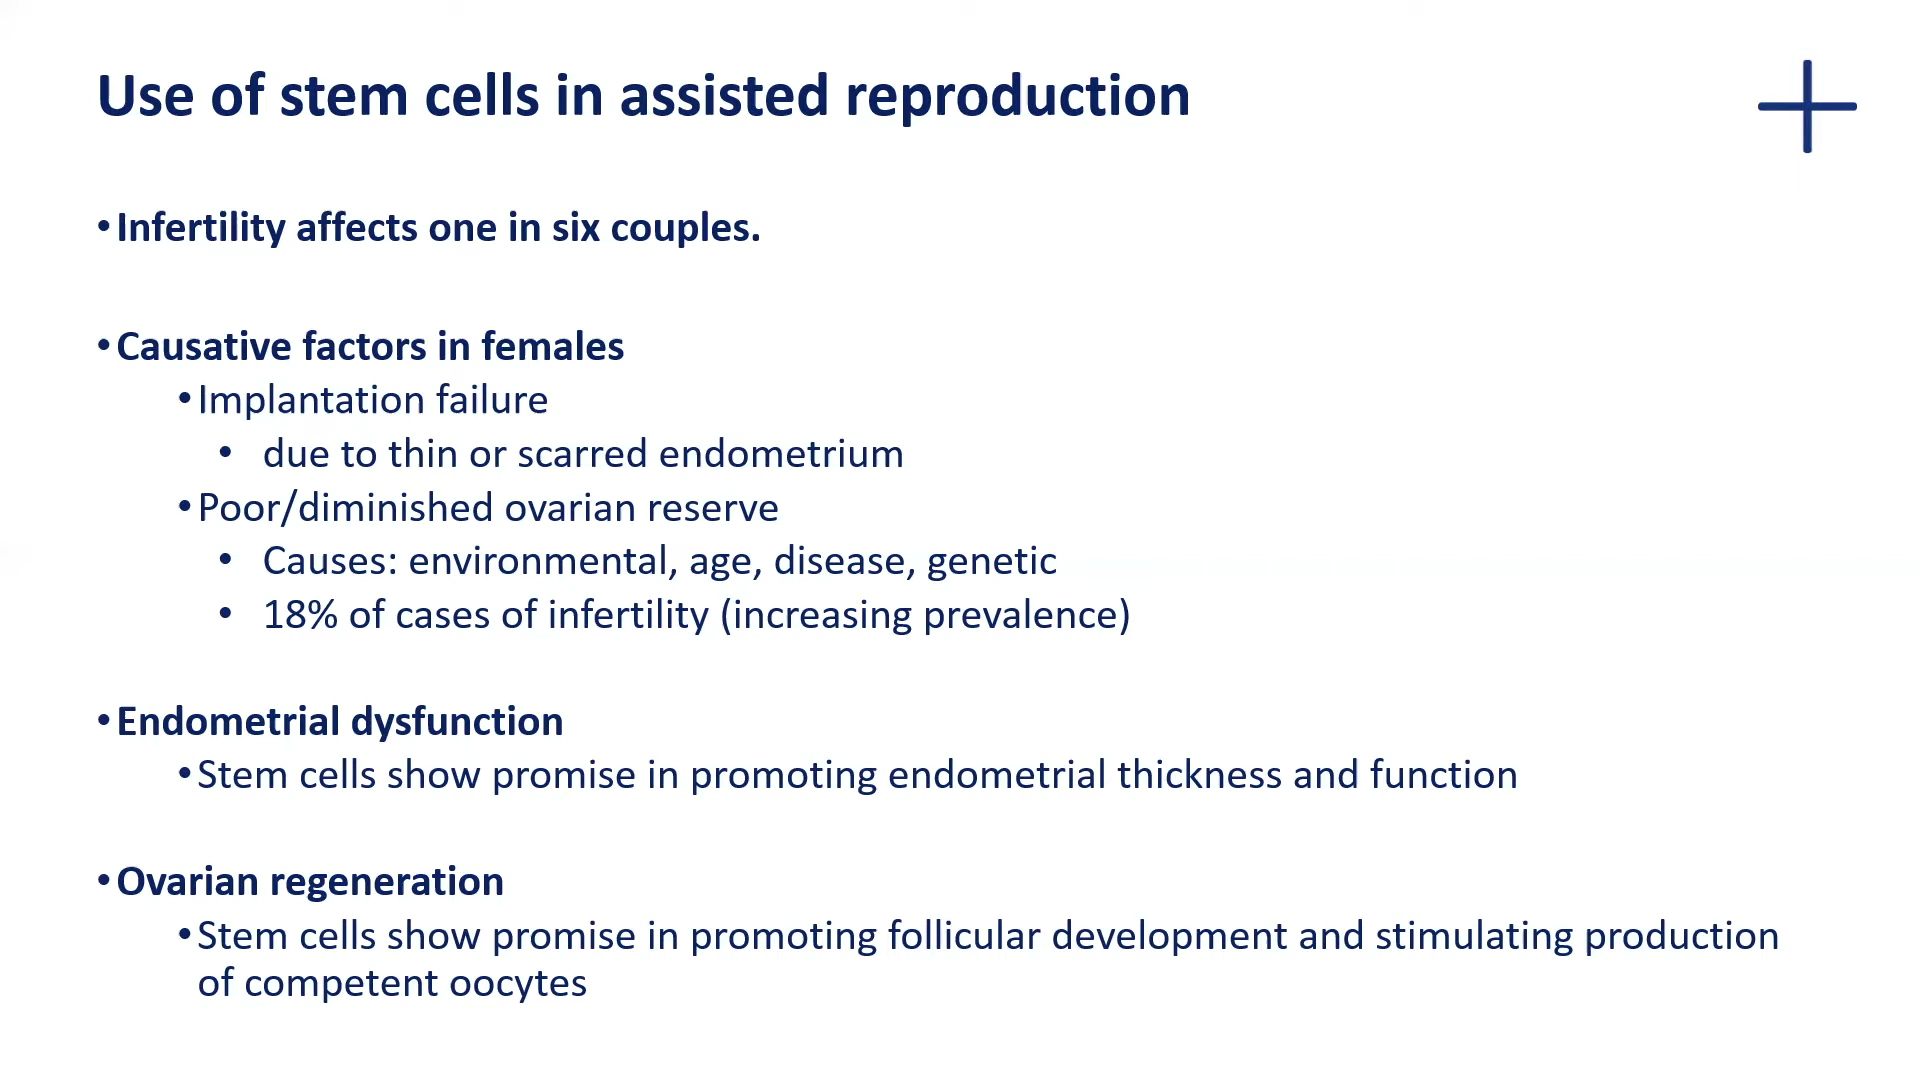 Use of stem cells in assisted reproduction
•Infertility affects one in six couples.
•Causative factors in females
•Implantation failure
• due to thin or scarred endometrium
•Poor/diminished ovarian reserve
• Causes: environmental, age, disease, genetic
• 18% of cases of infertility (increasing prevalence)
•Endometrial dysfunction
•Stem cells show promise in promoting endometrial thickness and function
•Ovarian regeneration
•Stem cells show promise in promoting follicular development and stimulating production
of competent oocytes